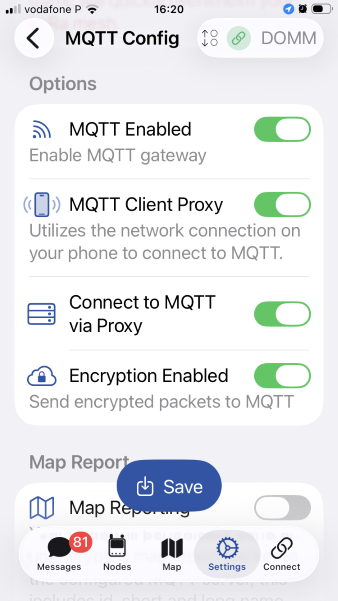 vodafone P
16:20
MQTT Config
DOMM
Options
MQTT Enabled
Enable MQTT gateway
MQTT Client Proxy
Utilizes the network connection on
your phone to connect to MQTT.
Connect to MQTT
via Proxy
Encryption Enabled
Send encrypted packets to MQTT
Map Report
Save
Map Reporting
81
Messages
Nodes
Map
Settings
Connect